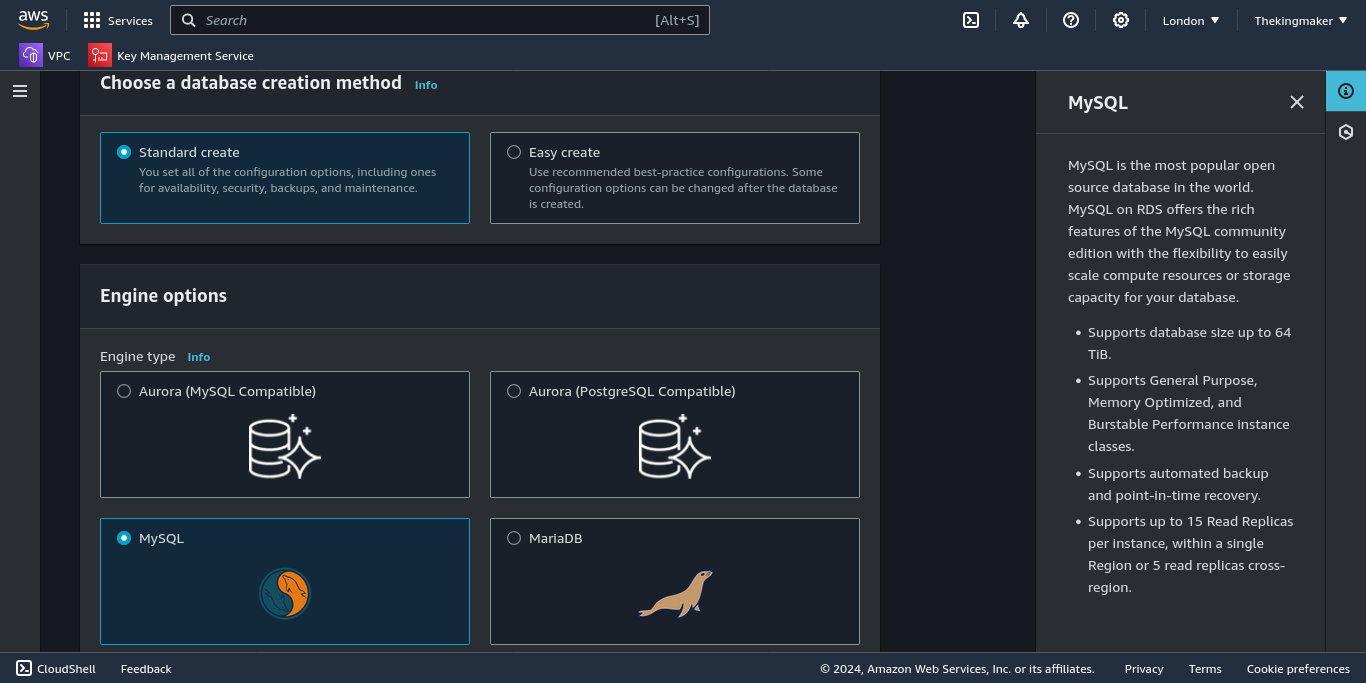 aws
Services
Search
[Alt+S]
London
Thekingmaker
VPC
Key Management Service
Choose a database creation method
Info
Standard create
You set all of the configuration options, including ones
for availability, security, backups, and maintenance.
Easy create
Use recommended best-practice configurations. Some
configuration options can be changed after the database
is created.
Engine options
Engine type
Info
Aurora (MySQL Compatible)
Aurora (PostgreSQL Compatible)
MySQL
MariaDB
MySQL
MySQL is the most popular open
source database in the world.
MySQL on RDS offers the rich
features of the MySQL community
edition with the flexibility to easily
scale compute resources or storage
capacity for your database.
• Supports database size up to 64
TiB.
• Supports General Purpose,
Memory Optimized, and
Burstable Performance instance
classes.
• Supports automated backup
and point-in-time recovery.
• Supports up to 15 Read Replicas
per instance, within a single
Region or 5 read replicas cross-
region.
CloudShell
Feedback
© 2024, Amazon Web Services, Inc. or its affiliates.
Privacy
Terms
Cookie preferences